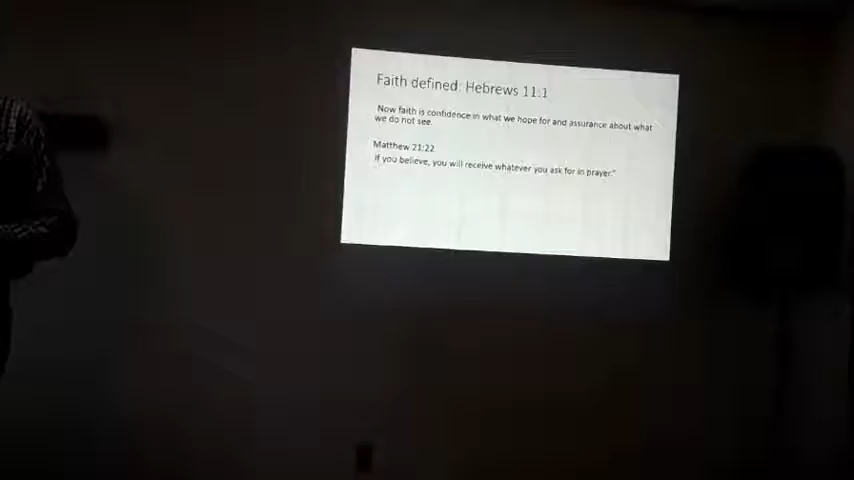 Faith defined: Hebrews 11:1
Now faith is confidence in what we hope for and assurance about what
we do not see.
Matthew 21:22
If you believe, you will receive whatever you ask for in prayer."